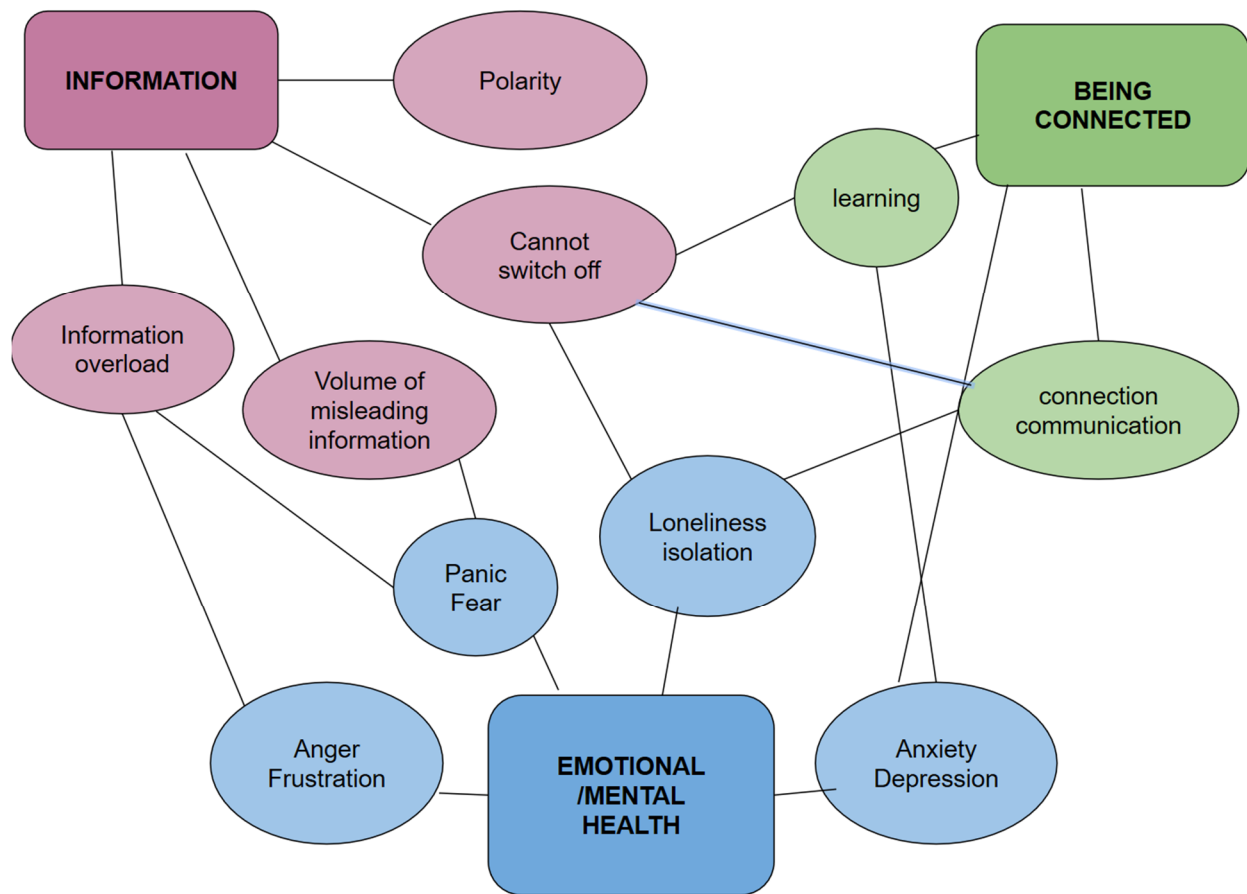 INFORMATION
Polarity
BEING
CONNECTED
learning
Cannot
switch off
Information
overload
Volume of
misleading
information
connection
communication
Loneliness
isolation
Panic
Fear
Anger
Frustration
EMOTIONAL
/MENTAL
HEALTH
Anxiety
Depression